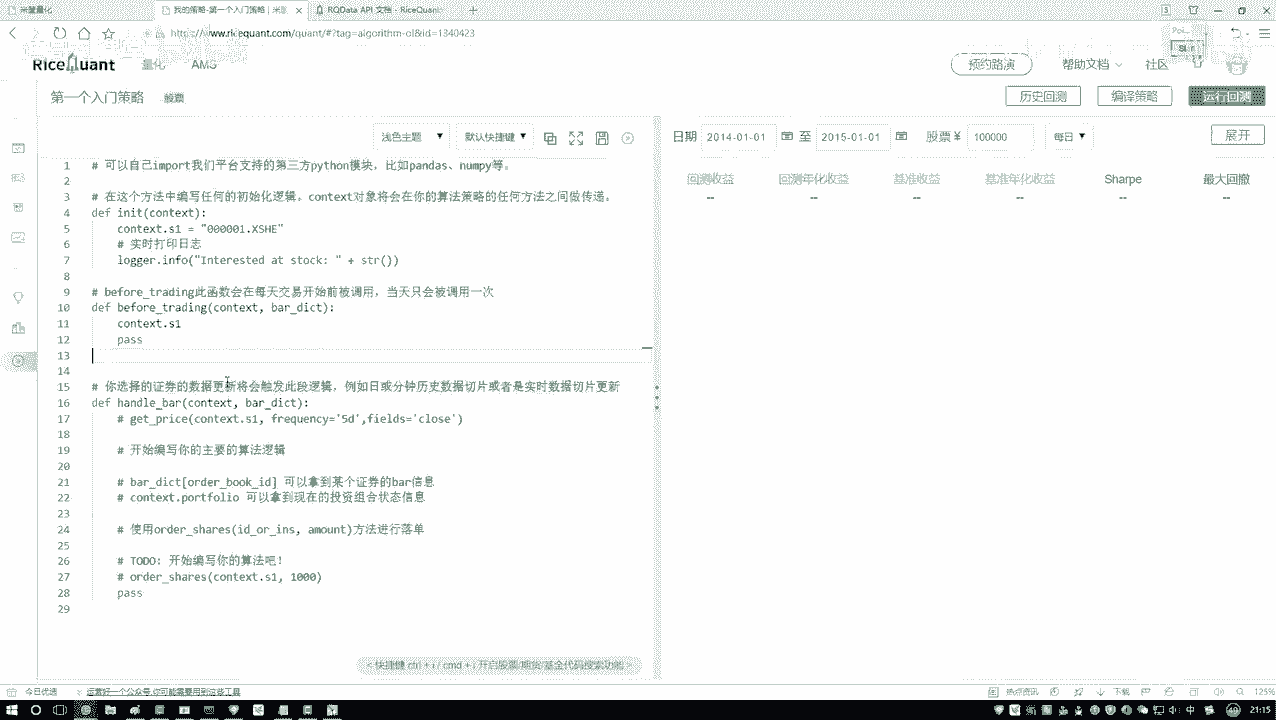 米筐量化
我的策略-第一个入门策略 | 米
RQData API 文档 - RiceQuant
https://www.ricequant.com/quant/#?tag=algorithm-ol&id=1340423
RiceQuant
量化
AMS
预约路演
帮助文档
社区
第一个入门策略
股票
历史回测
编译策略
运行回测
浅色主题
默认快捷键
日期 2014-01-01 至 2015-01-01 股票 ¥ 100000 每日
展开
回测收益 回测年化收益 基准收益 基准年化收益 Sharpe 最大回撤
-- -- -- -- -- --
1 # 可以自己import我们平台支持的第三方python模块，比如pandas、numpy等。
2
3 # 在这个方法中编写任何的初始化逻辑。context对象将会在你的算法策略的任何方法之间做传递。
4 def init(context):
5 context.s1 = "000001.XSHE"
6 # 实时打印日志
7 logger.info("Interested at stock: " + str())
8
9 # before_trading此函数会在每天交易开始前被调用，当天只会被调用一次
10 def before_trading(context, bar_dict):
11 context.s1
12 pass
13
14
15 # 你选择的证券的数据更新将会触发此段逻辑，例如日或分钟历史数据切片或者是实时数据切片更新
16 def handle_bar(context, bar_dict):
17 # get_price(context.s1, frequency='5d',fields='close')
18
19 # 开始编写你的主要的算法逻辑
20
21 # bar_dict[order_book_id] 可以拿到某个证券的bar信息
22 # context.portfolio 可以拿到现在的投资组合状态信息
23
24 # 使用order_shares(id_or_ins, amount)方法进行落单
25
26 # TODO: 开始编写你的算法吧！
27 # order_shares(context.s1, 1000)
28 pass
29
快捷键 ctrl + i / cmd + i 开启股票/期货/基金代码搜索功能
今日优选
运营好一个公众号,你可能需要用到这些工具
热点资讯
下载
125%
中
21:15